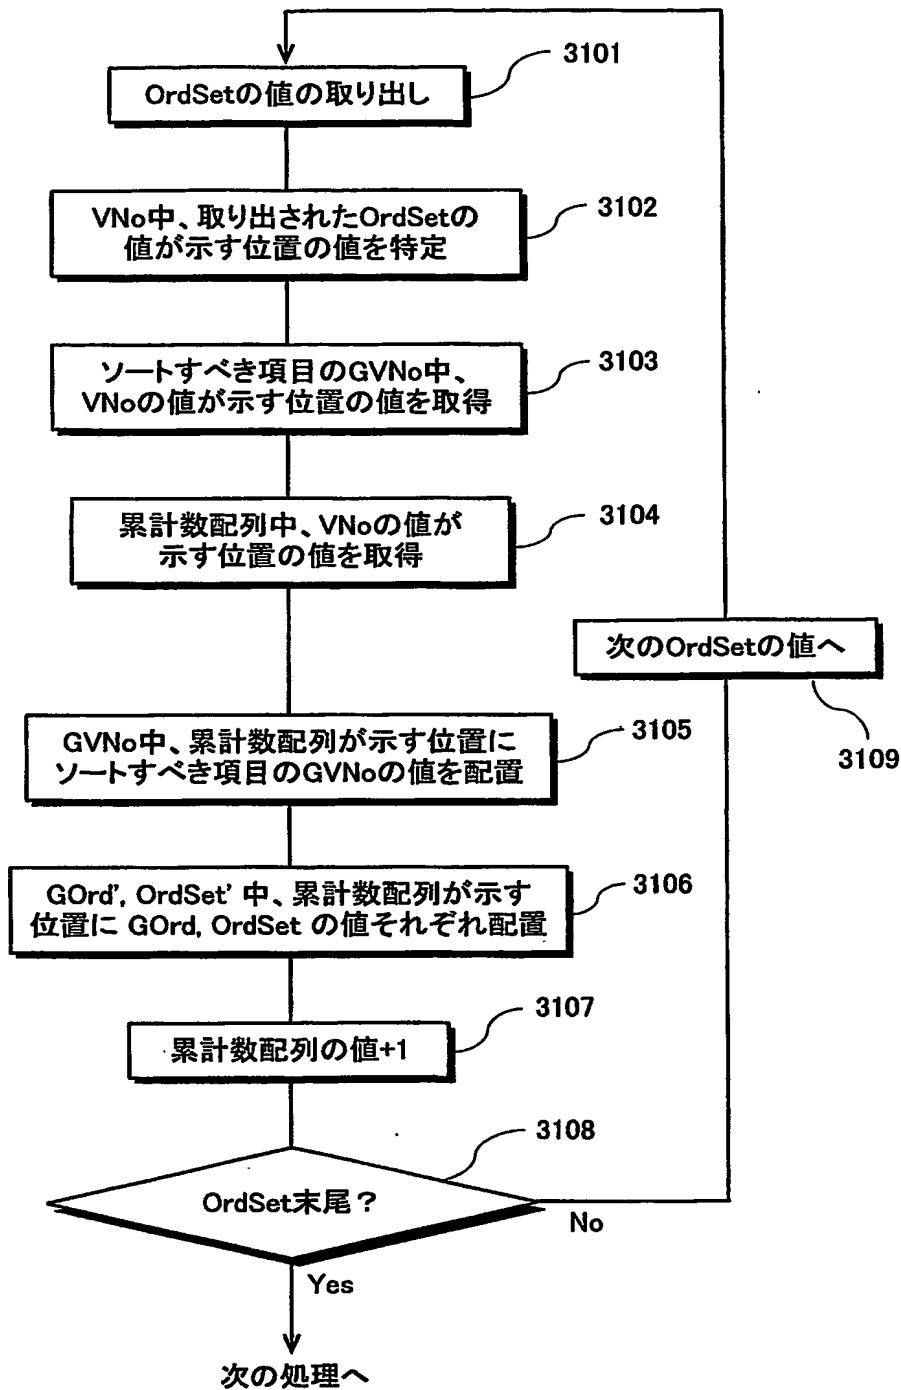 3101
OrdSetの値の取り出し
3102
VNo中、取り出されたOrdSetの
値が示す位置の値を特定
3103
ソートすべき項目のGVNo中、
VNoの値が示す位置の値を取得
3104
累計数配列中、VNoの値が
示す位置の値を取得
次のOrdSetの値へ
3109
3105
GVNo中、累計数配列が示す位置に
ソートすべき項目のGVNoの値を配置
3106
GOrd', OrdSet' 中、累計数配列が示す
位置に GOrd, OrdSet の値それぞれ配置
3107
累計数配列の値+1
3108
OrdSet末尾？
No
Yes
次の処理へ